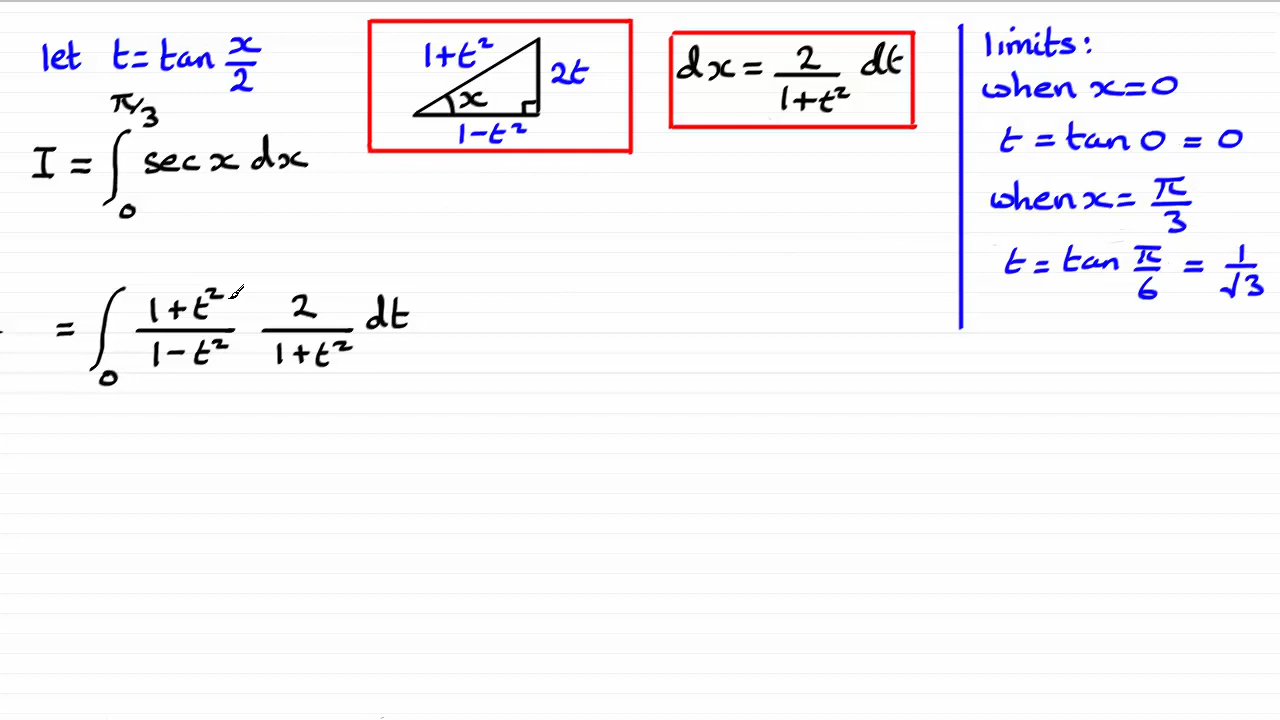 let t = tan x/2
1+t²
x
2t
1-t²
dx = 2/(1+t²) dt
I = ∫₀^(π/3) sec x dx
= ∫₀ (1+t²)/(1-t²) 2/(1+t²) dt
limits:
when x=0
t = tan 0 = 0
when x = π/3
t = tan π/6 = 1/√3